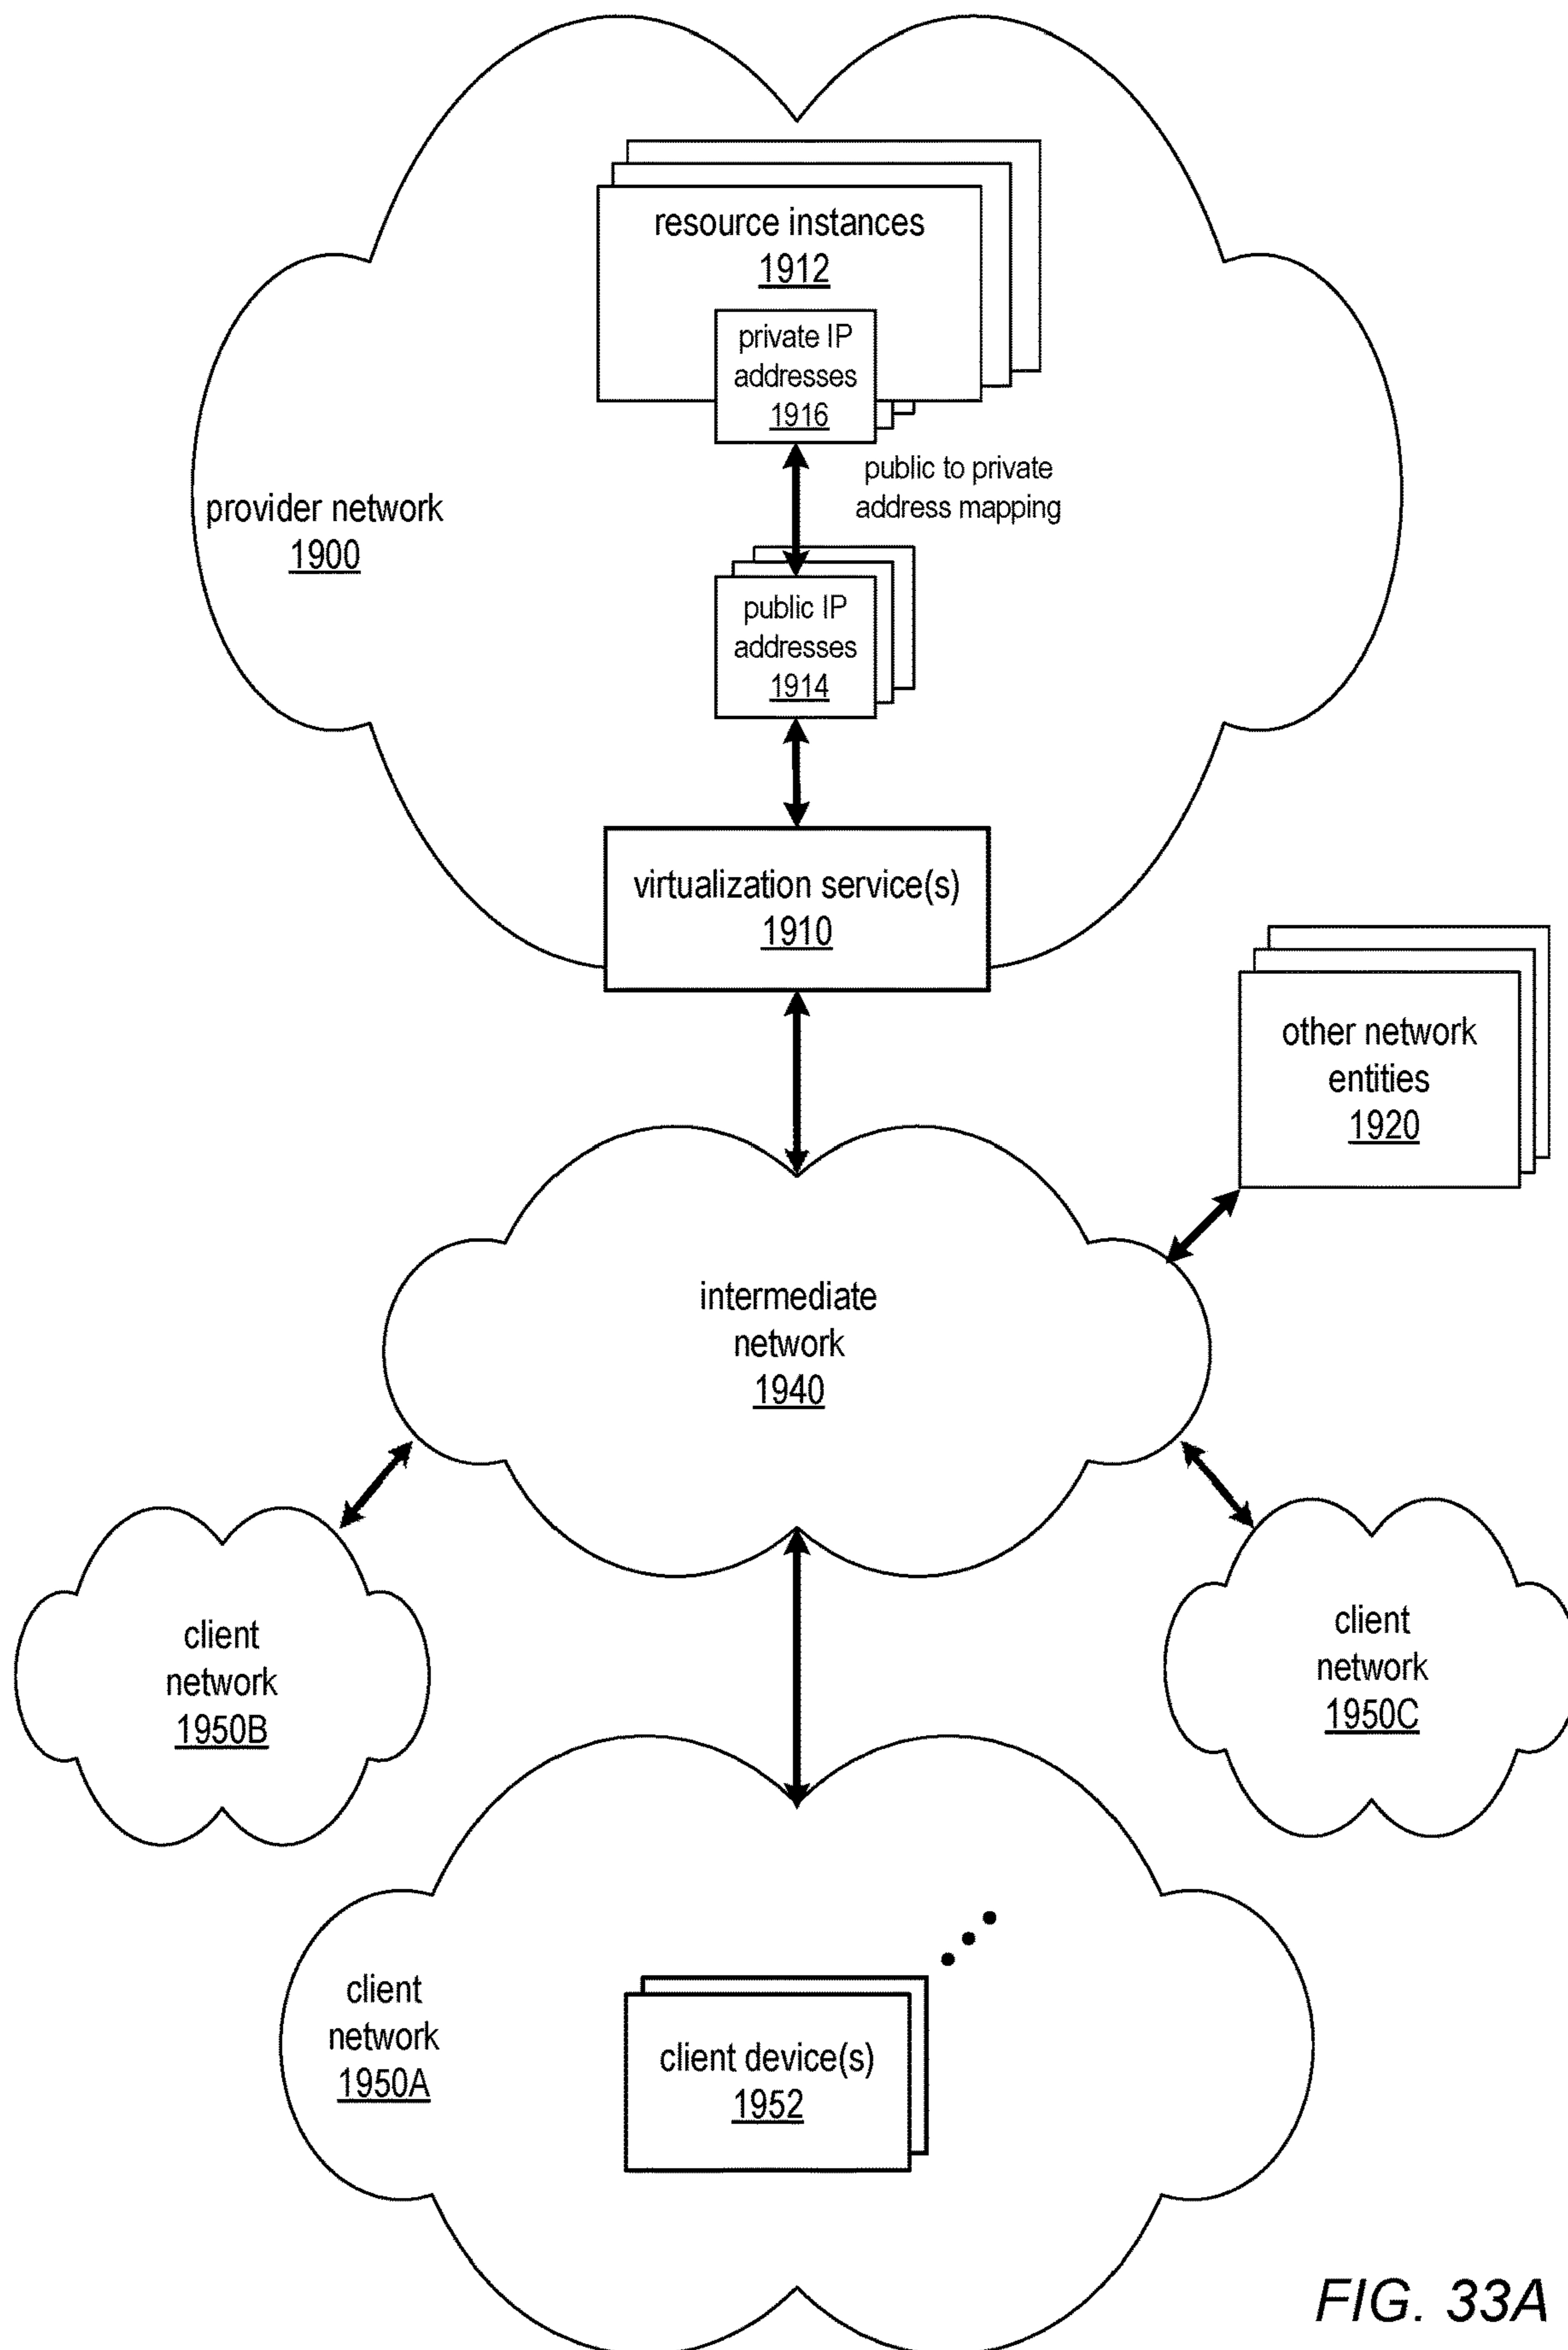 resource instances
1912
private IP
addresses
1916
public to private
address mapping
provider network
1900
public IP
addresses
1914
virtualization service(s)
1910
other network
entities
1920
intermediate
network
1940
client
network
1950B
client
network
1950C
client
network
1950A
client device(s)
1952
FIG. 33A